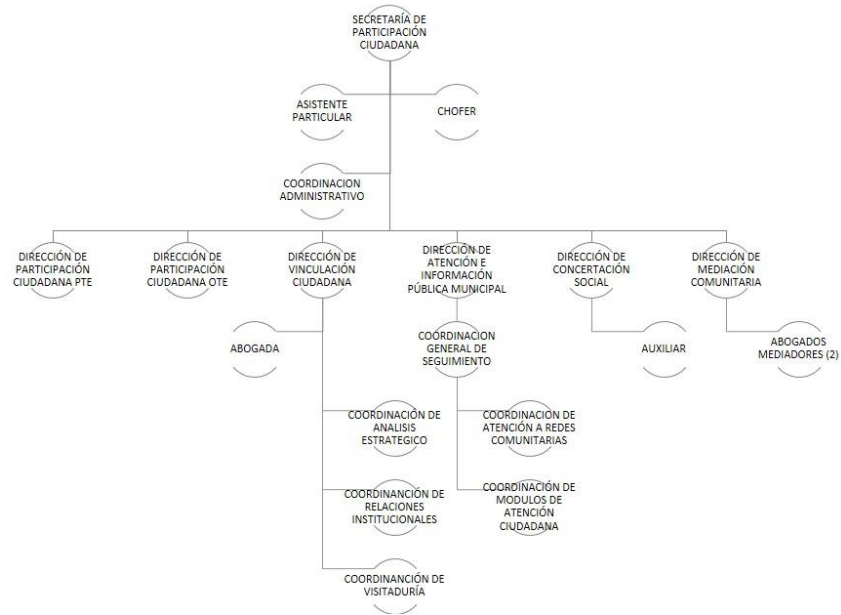 SECRETARÍA DE
PARTICIPACIÓN
CIUDADANA
ASISTENTE
PARTICULAR
CHOFER
COORDINACION
ADMINISTRATIVO
DIRECCIÓN DE
PARTICIPACIÓN
CIUDADANA PTE
DIRECCIÓN DE
PARTICIPACIÓN
CIUDADANA OTE
DIRECCIÓN DE
VINCULACIÓN
CIUDADANA
DIRECCIÓN DE
ATENCIÓN E
INFORMACIÓN
PÚBLICA MUNICIPAL
DIRECCIÓN DE
CONCERTACIÓN
SOCIAL
DIRECCIÓN DE
MEDIACIÓN
COMUNITARIA
ABOGADA
COORDINACION
GENERAL DE
SEGUIMIENTO
AUXILIAR
ABOGADOS
MEDIADORES (2)
COORDINACIÓN DE
ANALISIS
ESTRATEGICO
COORDINACION DE
ATENCIÓN A REDES
COMUNITARIAS
COORDINANCIÓN DE
RELACIONES
INSTITUCIONALES
COORDINACIÓN DE
MODULOS DE
ATENCIÓN
CIUDADANA
COORDINANCIÓN DE
VISITADURÍA